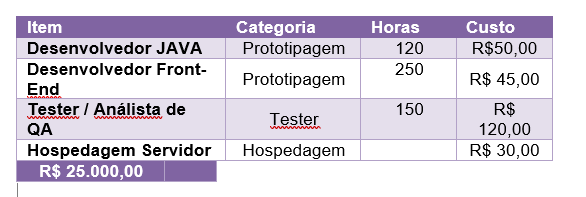 Item Categoria Horas Custo
Desenvolvedor JAVA Prototipagem 120 R$50,00
Desenvolvedor Front-
End Prototipagem 250 R$ 45,00
Tester / Análista de
QA Tester 150 R$
120,00
Hospedagem Servidor Hospedagem R$ 30,00
R$ 25.000,00